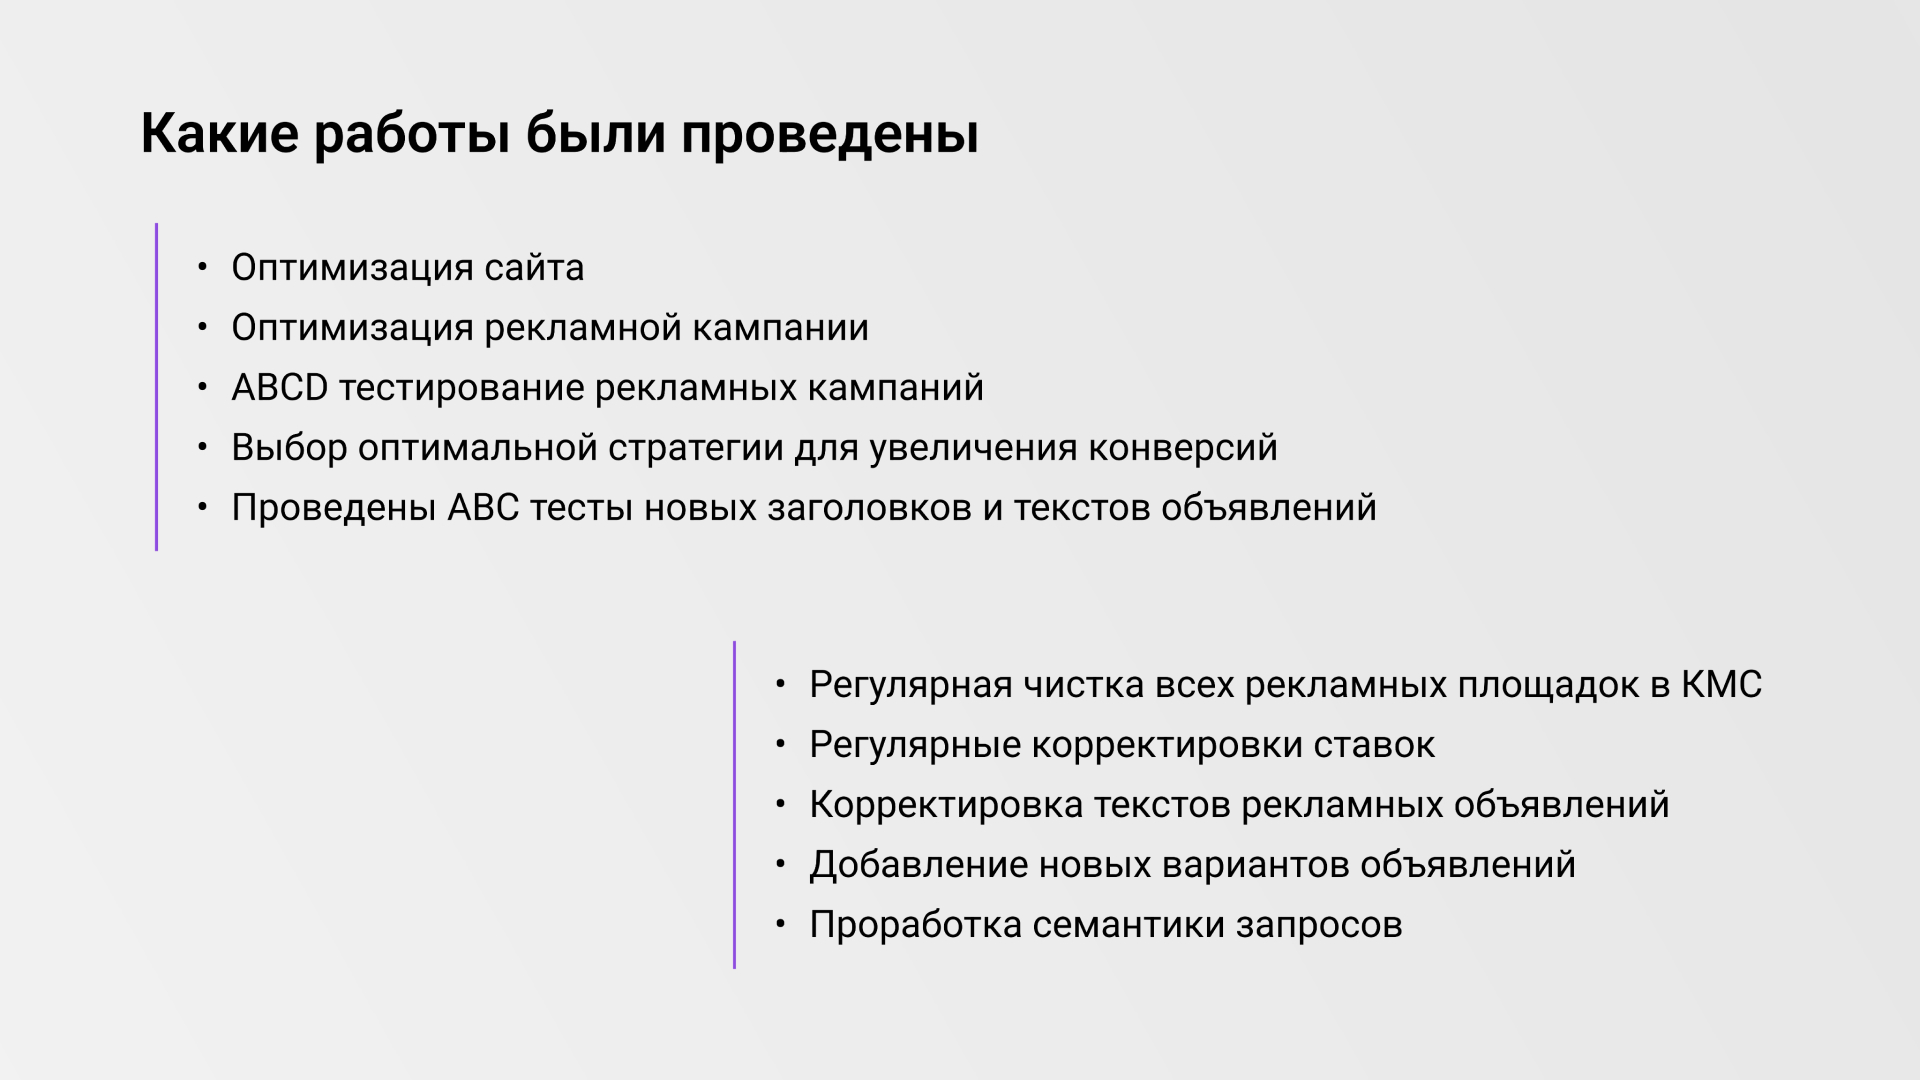 Какие работы были проведены
• Оптимизация сайта
• Оптимизация рекламной кампании
• ABCD тестирование рекламных кампаний
• Выбор оптимальной стратегии для увеличения конверсий
• Проведены ABC тесты новых заголовков и текстов объявлений
• Регулярная чистка всех рекламных площадок в КМС
• Регулярные корректировки ставок
• Корректировка текстов рекламных объявлений
• Добавление новых вариантов объявлений
• Проработка семантики запросов